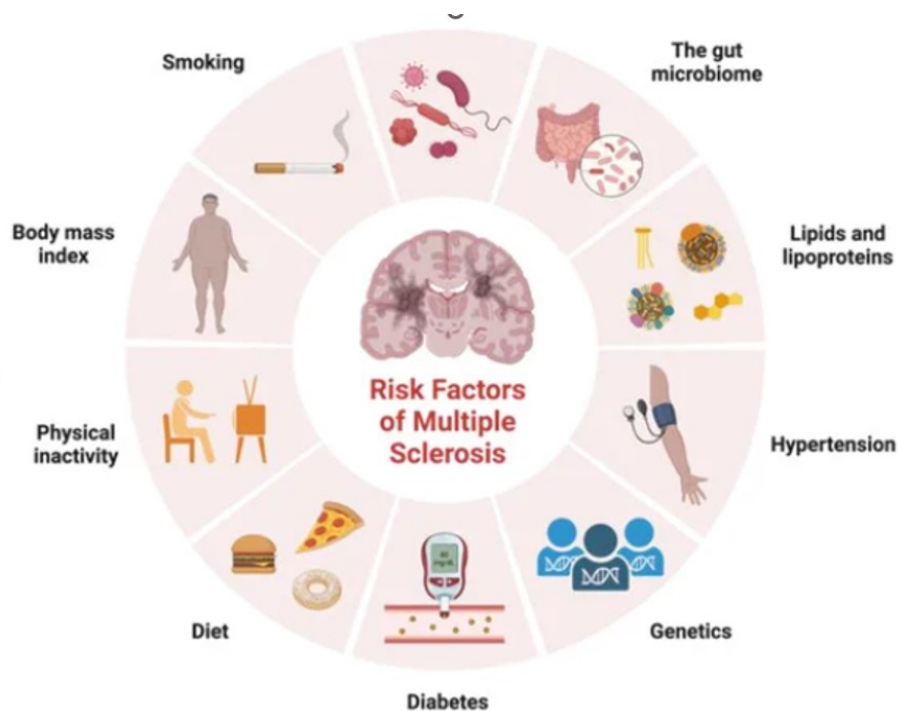 Smoking
The gut
microbiome
Body mass
index
Lipids and
lipoproteins
Risk Factors
of Multiple
Sclerosis
Physical
inactivity
Hypertension
Diet
Genetics
Diabetes